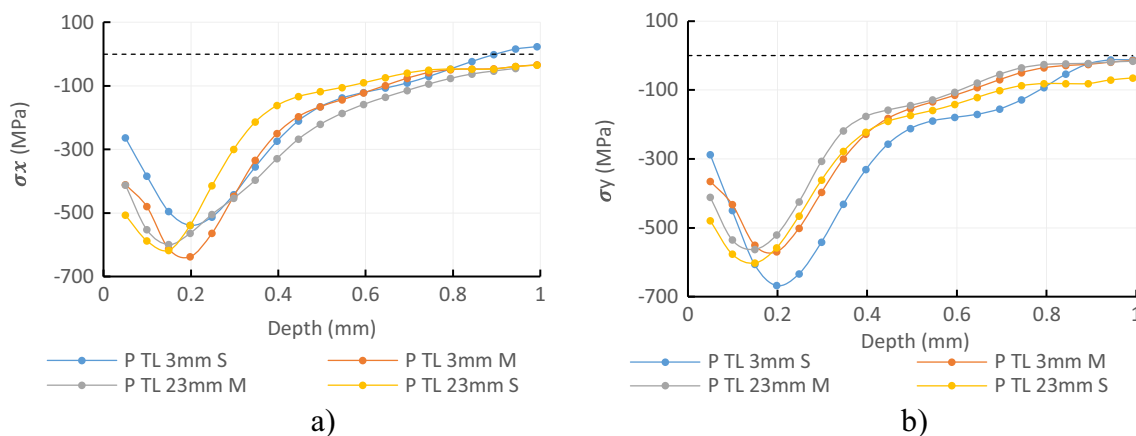 100
-100
-300
-500
-700
σx (MPa)
0
0.2
0.4
0.6
0.8
1
Depth (mm)
P TL 3mm S
P TL 3mm M
P TL 23mm M
P TL 23mm S
a)
100
-100
-300
-500
-700
σy (MPa)
0
0.2
0.4
0.6
0.8
1
Depth (mm)
P TL 3mm S
P TL 3mm M
P TL 23mm M
P TL 23mm S
b)